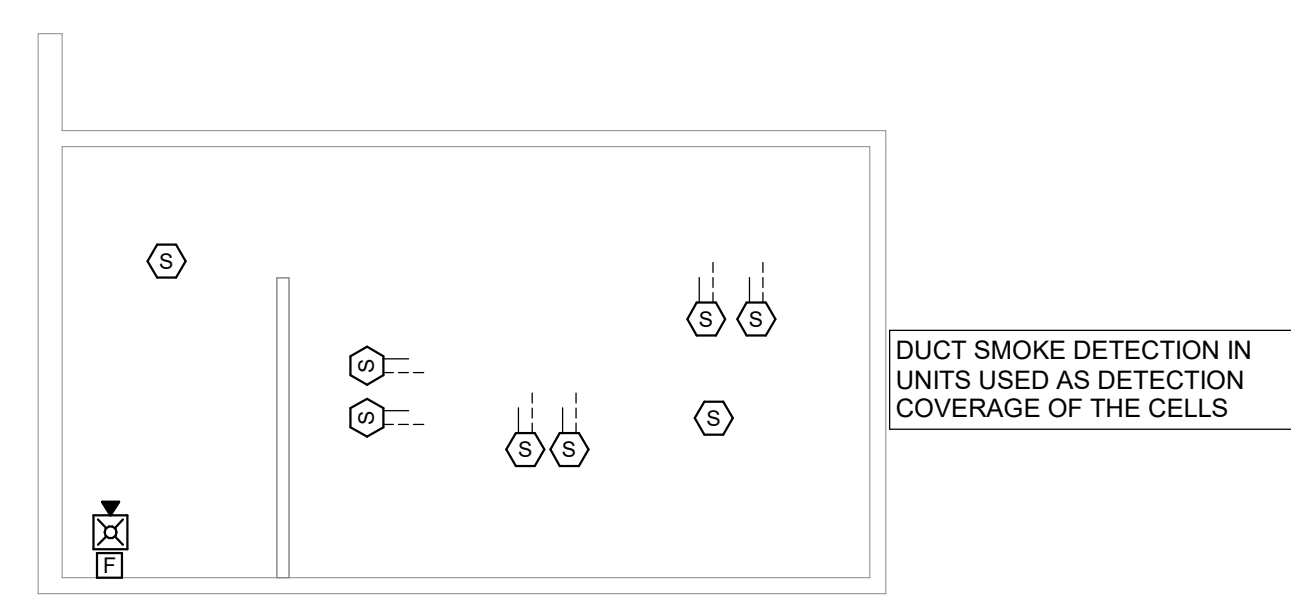 S
S
S
S
S
S
S
S
F
DUCT SMOKE DETECTION IN
UNITS USED AS DETECTION
COVERAGE OF THE CELLS